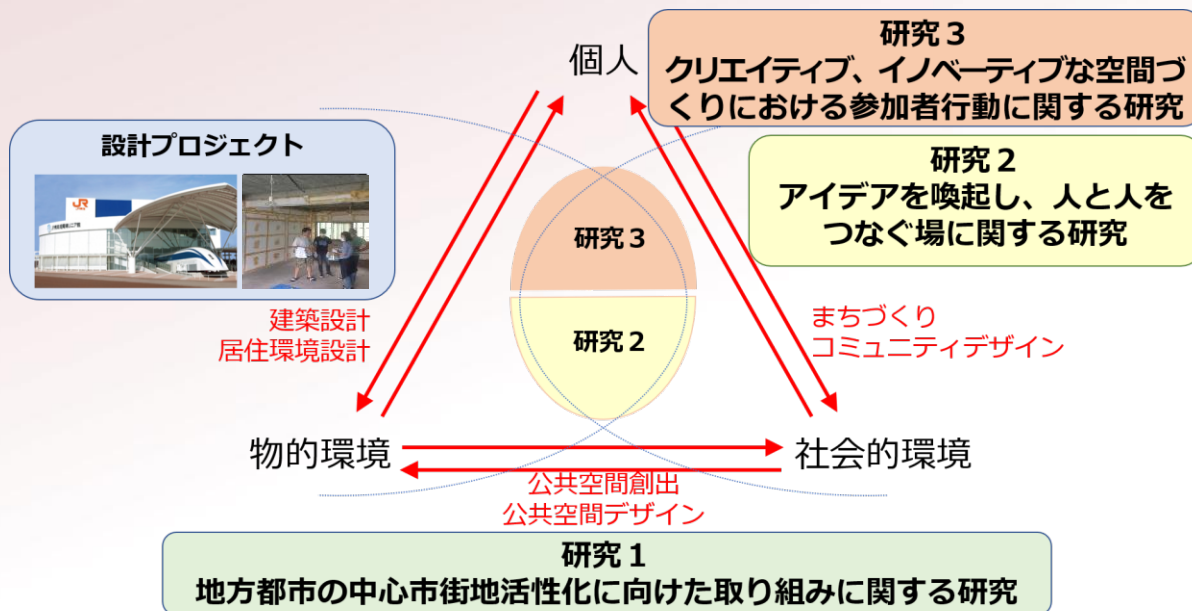 個人
研究３
クリエイティブ、イノベーティブな空間づ
くりにおける参加者行動に関する研究
設計プロジェクト
JR
研究２
アイデアを喚起し、人と人を
つなぐ場に関する研究
研究３
研究２
建築設計
居住環境設計
まちづくり
コミュニティデザイン
物的環境
社会的環境
公共空間創出
公共空間デザイン
研究１
地方都市の中心市街地活性化に向けた取り組みに関する研究